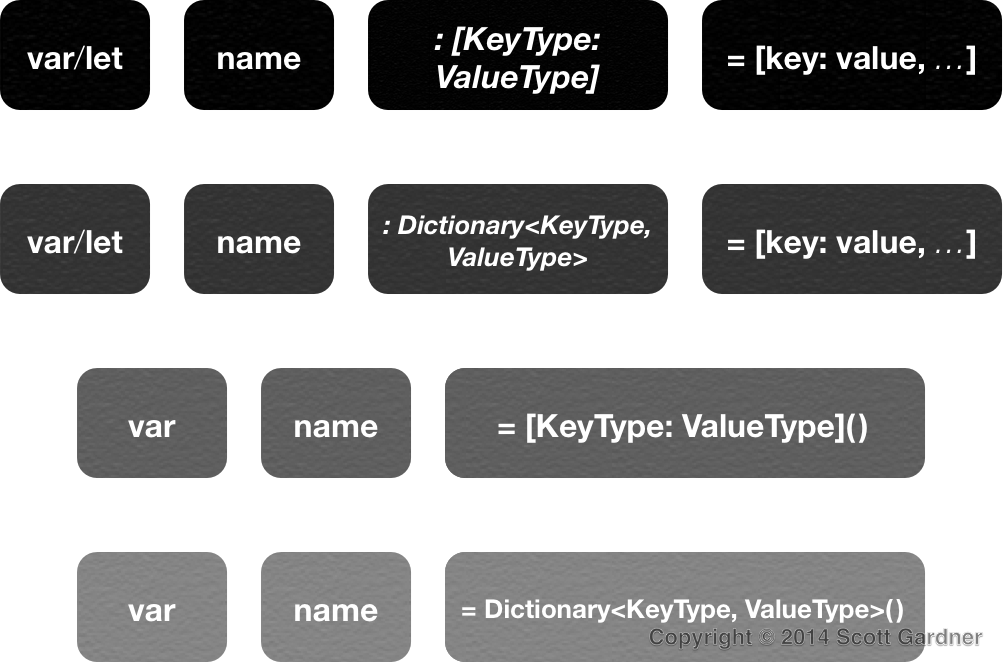 var/let name : [KeyType: = [key: value, ...]
ValueType]
var/let name : Dictionary<KeyType, = [key: value, ...]
ValueType>
var name = [KeyType: ValueType]()
var name = Dictionary<KeyType, ValueType>()
Copyright © 2014 Scott Gardner